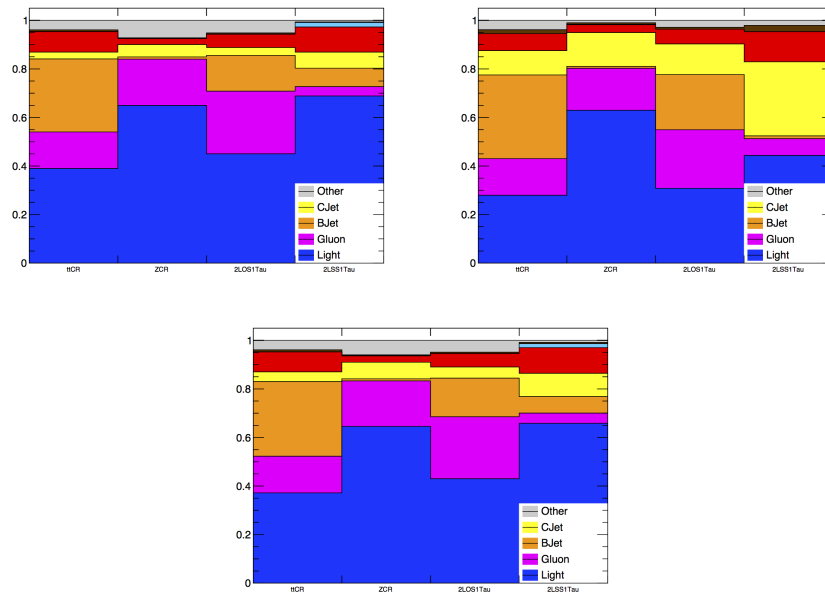 1
0.8
0.6
0.4
0.2
0
Other
CJet
BJet
Gluon
Light
ttCR
ZCR
2LOS1Tau
2LSS1Tau
1
0.8
0.6
0.4
0.2
0
Other
CJet
BJet
Gluon
Light
ttCR
ZCR
2LOS1Tau
2LSS1Tau
1
0.8
0.6
0.4
0.2
0
Other
CJet
BJet
Gluon
Light
ttCR
ZCR
2LOS1Tau
2LSS1Tau